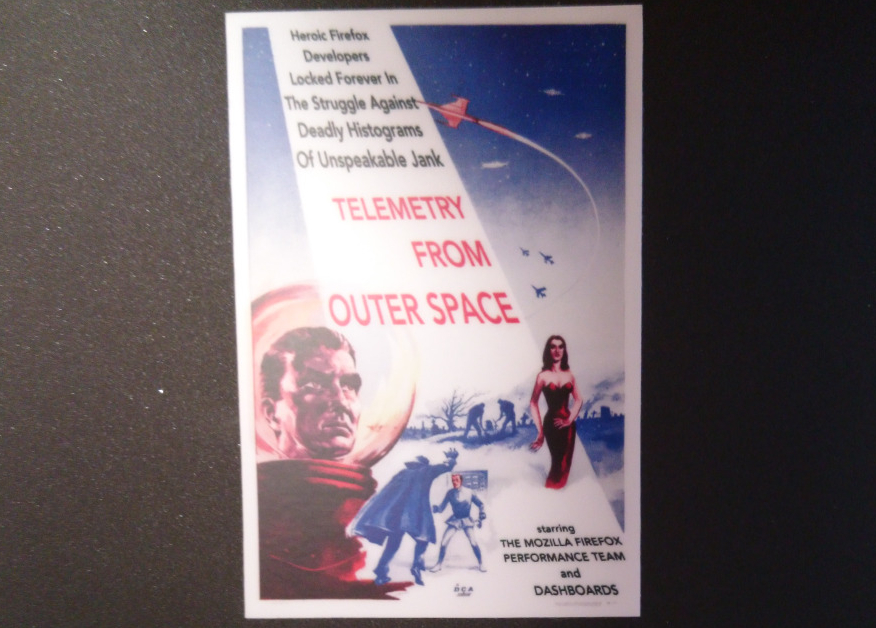 Heroic Firefox
Developers
Locked Forever In
The Struggle Against
Deadly Histograms
Of Unspeakable Jank
TELEMETRY
FROM
OUTER SPACE
starring
THE MOZILLA FIREFOX
PERFORMANCE TEAM
and
DASHBOARDS
A
DCA